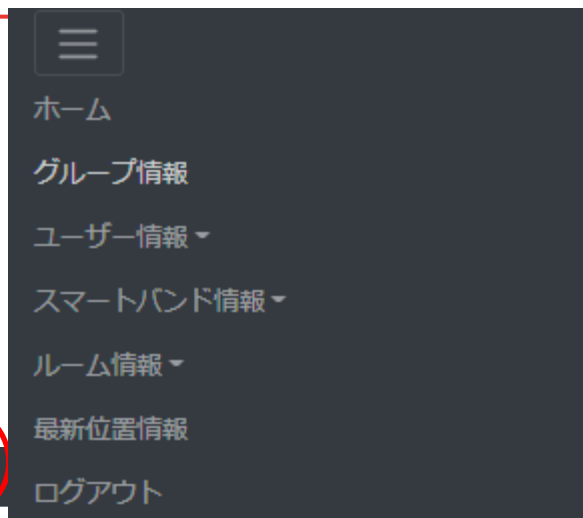 ホーム
グループ情報
ユーザー情報
スマートバンド情報
ルーム情報
最新位置情報
ログアウト